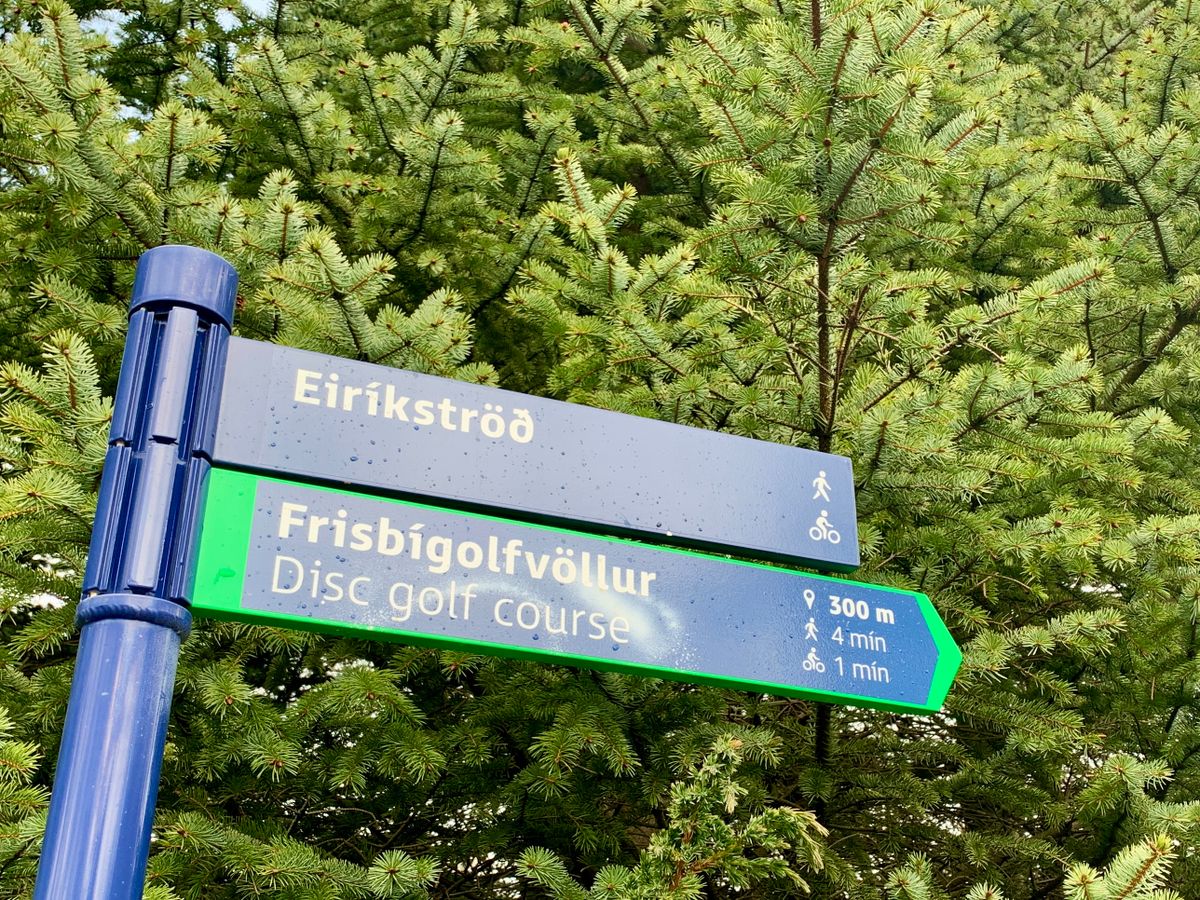 Eiríkströð
Frisbígolfvöllur
Disc golf course
300 m
4 mín
1 mín